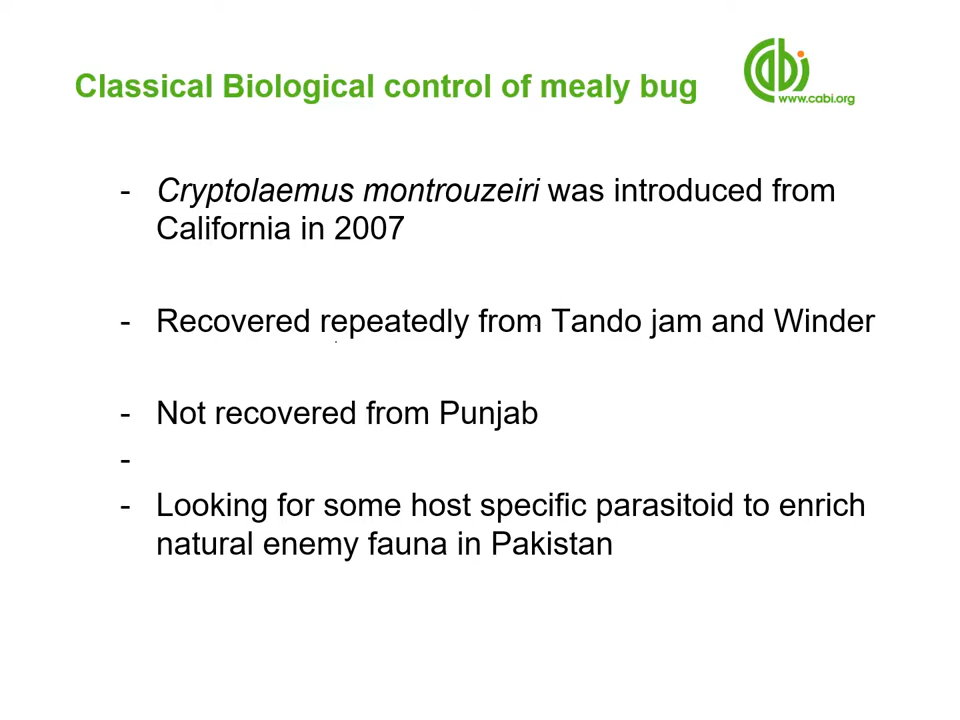 Classical Biological control of mealy bug
cabi
www.cabi.org
- Cryptolaemus montrouzeiri was introduced from
California in 2007
- Recovered repeatedly from Tando jam and Winder
- Not recovered from Punjab
-
- Looking for some host specific parasitoid to enrich
natural enemy fauna in Pakistan